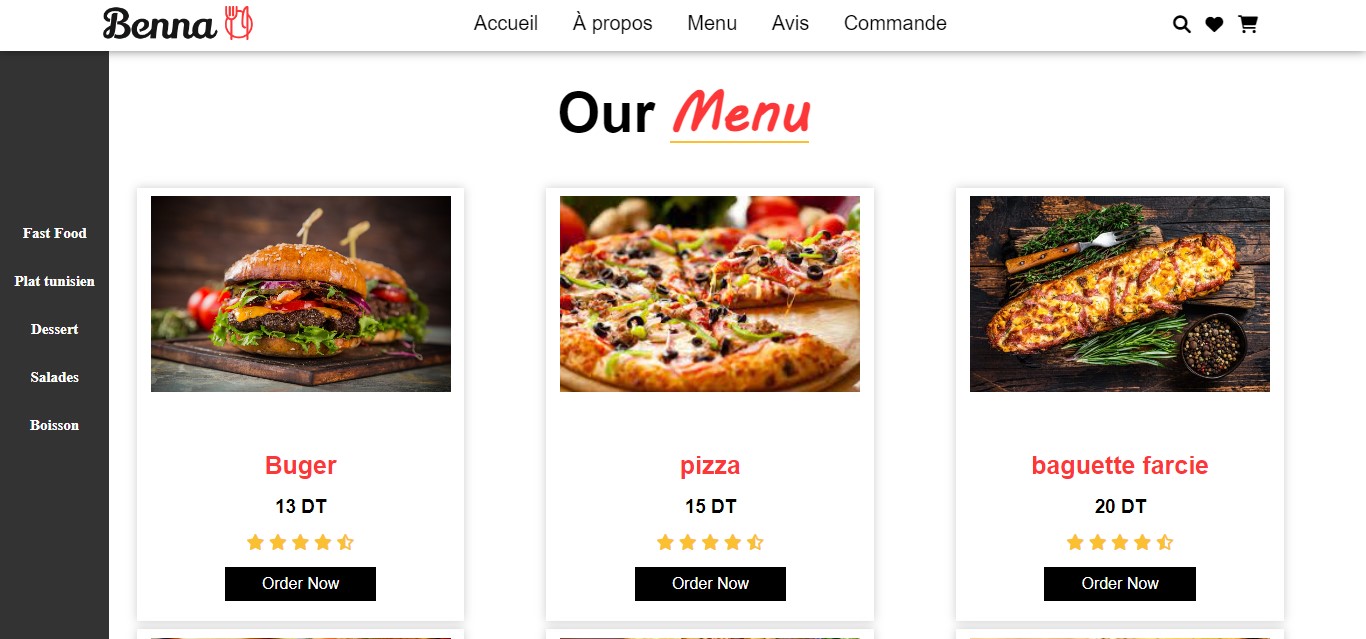 Benna
Accueil À propos Menu Avis Commande
Our Menu
Fast Food
Plat tunisien
Dessert
Salades
Boisson
Buger
13 DT
Order Now
pizza
15 DT
Order Now
baguette farcie
20 DT
Order Now